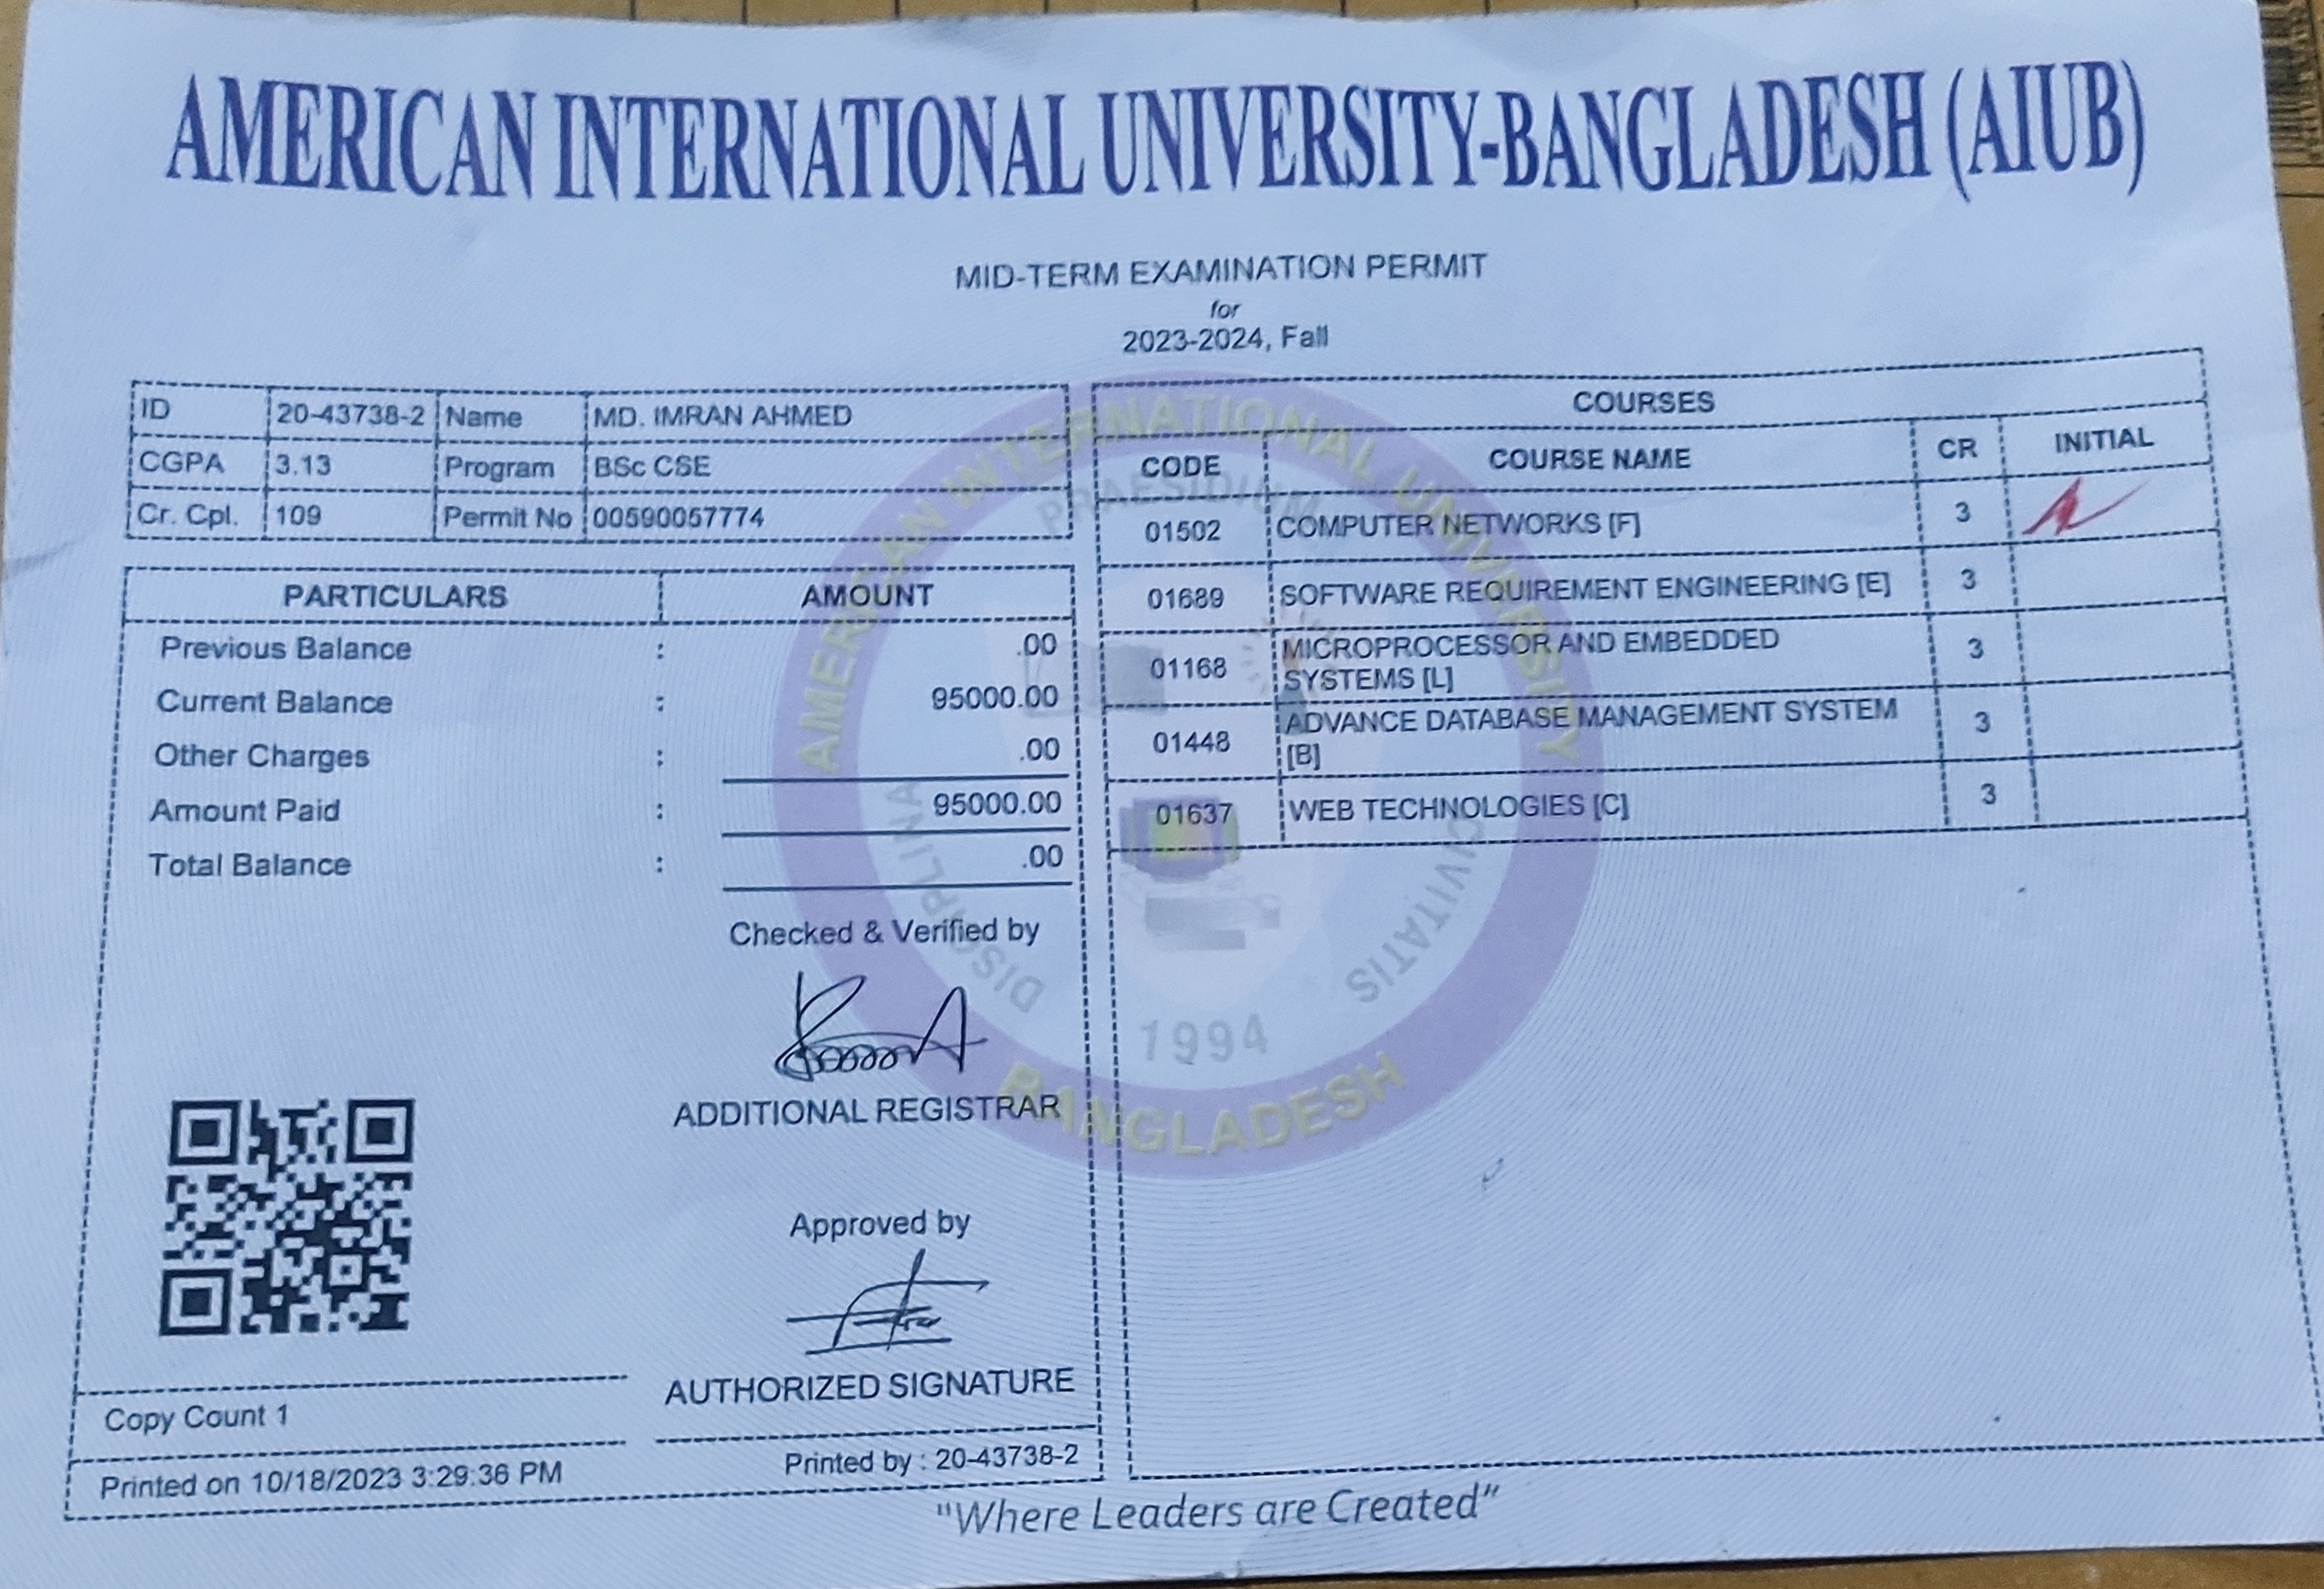 AMERICAN INTERNATIONAL UNIVERSITY-BANGLADESH (AIUB)
MID-TERM EXAMINATION PERMIT
for
2023-2024, Fall
ID 20-43738-2 Name MD. IMRAN AHMED
CGPA 3.13 Program BSc CSE
Cr. Cpl. 109 Permit No 00590057774
PARTICULARS : AMOUNT
Previous Balance : .00
Current Balance : 95000.00
Other Charges : .00
Amount Paid : 95000.00
Total Balance : .00
Checked & Verified by
ADDITIONAL REGISTRAR
Approved by
AUTHORIZED SIGNATURE
Copy Count 1
Printed on 10/18/2023 3:29:36 PM
Printed by : 20-43738-2
COURSES
CODE COURSE NAME CR INITIAL
01502 COMPUTER NETWORKS [F] 3
01689 SOFTWARE REQUIREMENT ENGINEERING [E] 3
01168 MICROPROCESSOR AND EMBEDDED
SYSTEMS [L] 3
01448 ADVANCE DATABASE MANAGEMENT SYSTEM
[B] 3
01637 WEB TECHNOLOGIES [C] 3
AMERICAN INTERNATIONAL UNIVERSITY
PRAESIDIUM
DISCIPLINA
CIVITATIS
1994
BANGLADESH
"Where Leaders are Created"